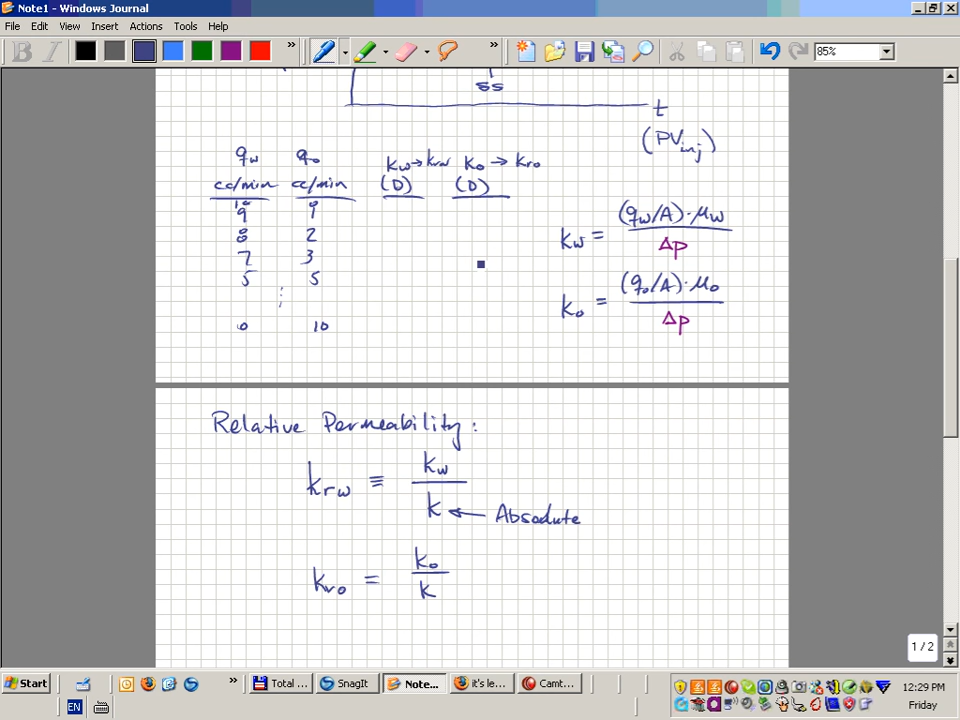 Note1 - Windows Journal
File Edit View Insert Actions Tools Help
B I » » 85%
ss
t
(PVinj)
qw qo kw→krw ko→kro
cc/min cc/min (D) (D)
10
9 1
8 2
7 3
5 5
⋮
0 10
kw = (qw/A)·μw
Δp
ko = (qo/A)·μo
Δp
Relative Permeability:
krw ≡ kw
k ← Absolute
kro = ko
k
1 / 2
Start » Total ... SnagIt Note... it's le... Camt... » 12:29 PM
EN Friday